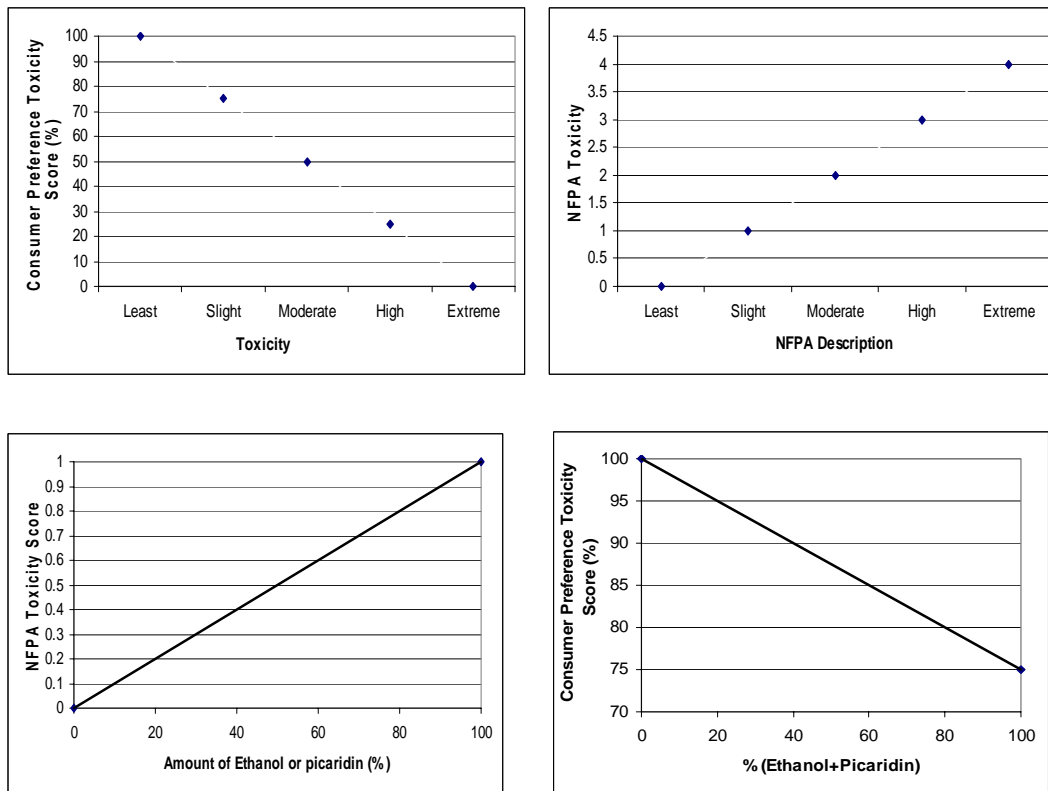 Consumer Preference Toxicity
Score (%)
100
90
80
70
60
50
40
30
20
10
0
Least Slight Moderate High Extreme
Toxicity
NFPA Toxicity
4.5
4
3.5
3
2.5
2
1.5
1
0.5
0
Least Slight Moderate High Extreme
NFPA Description
NFPA Toxicity Score
1
0.9
0.8
0.7
0.6
0.5
0.4
0.3
0.2
0.1
0
0 20 40 60 80 100
Amount of Ethanol or picaridin (%)
Consumer Preference Toxicity
Score (%)
100
95
90
85
80
75
70
0 20 40 60 80 100
% (Ethanol+Picaridin)